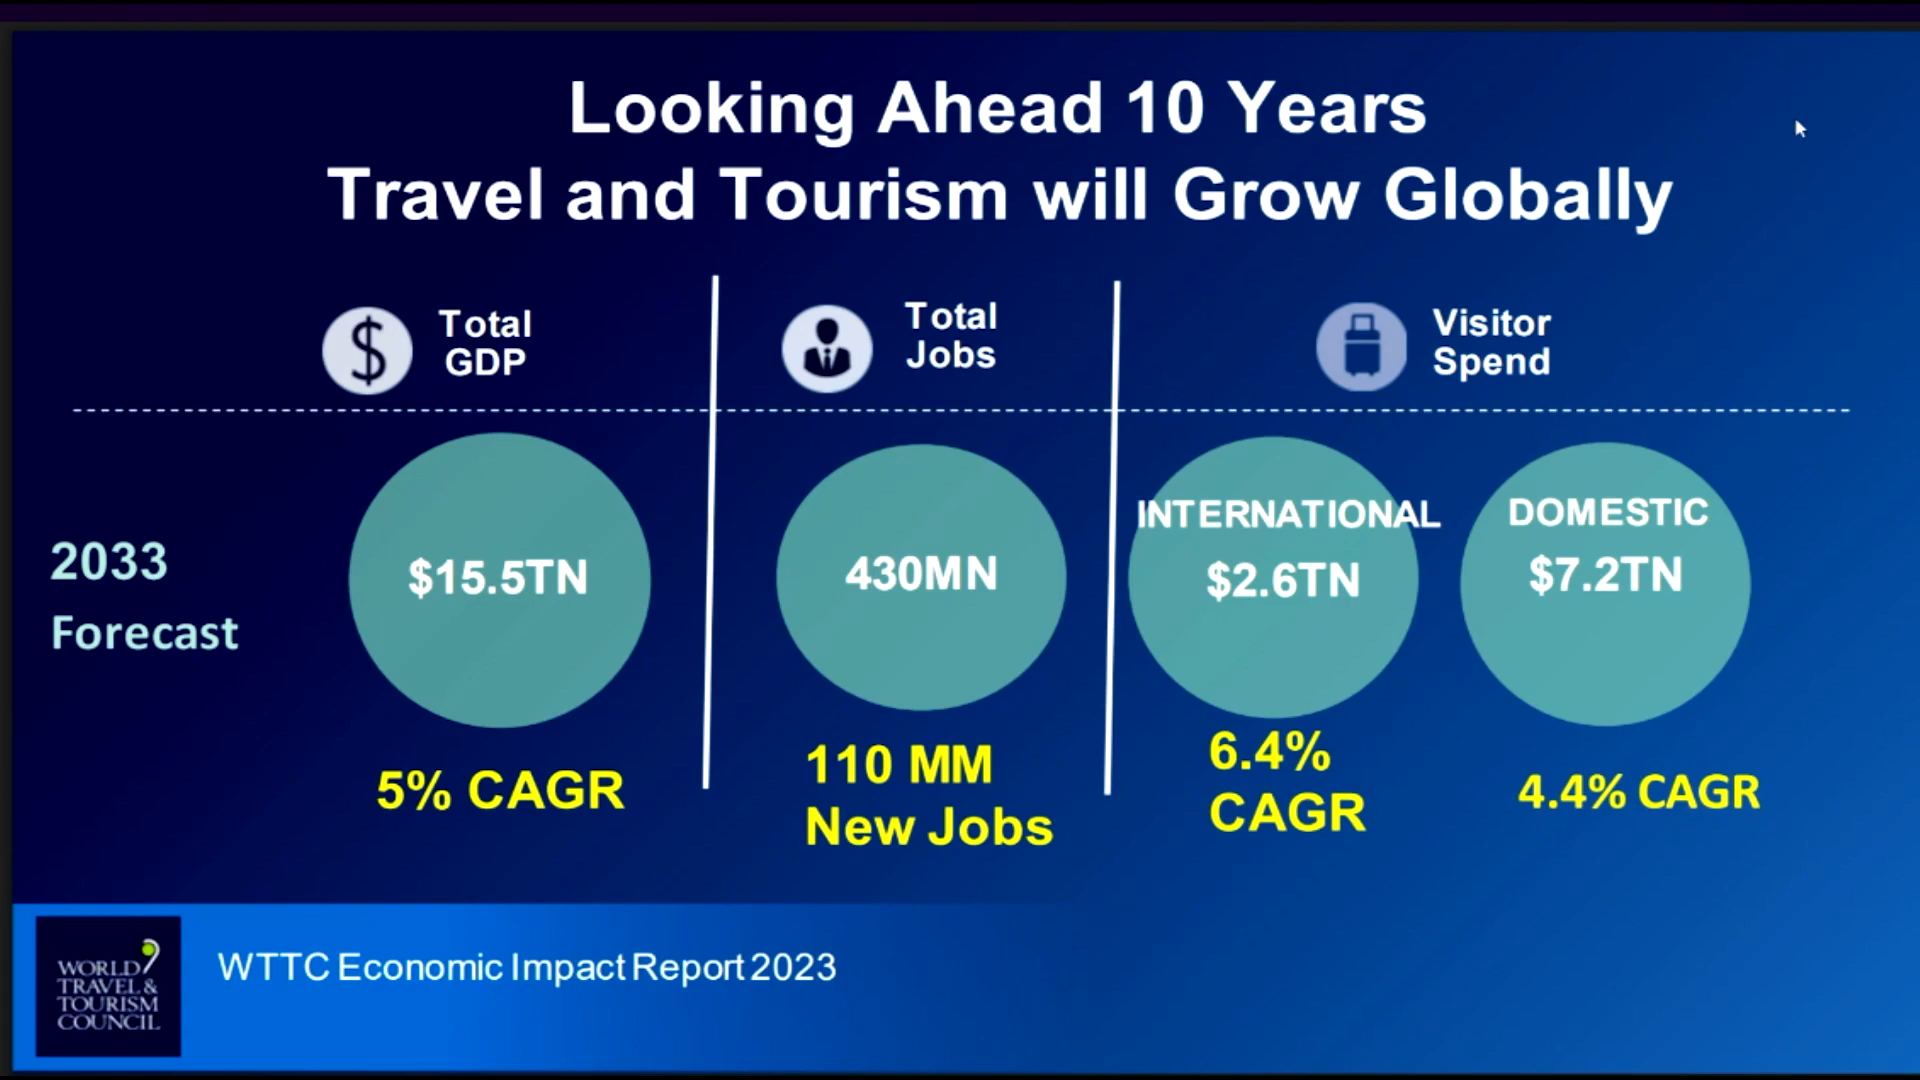 Looking Ahead 10 Years
Travel and Tourism will Grow Globally
$
Total
GDP
Total
Jobs
Visitor
Spend
2033
Forecast
$15.5TN
430MN
INTERNATIONAL
$2.6TN
DOMESTIC
$7.2TN
5% CAGR
110 MM
New Jobs
6.4%
CAGR
4.4% CAGR
WORLD
TRAVEL &
TOURISM
COUNCIL
WTTC Economic Impact Report 2023